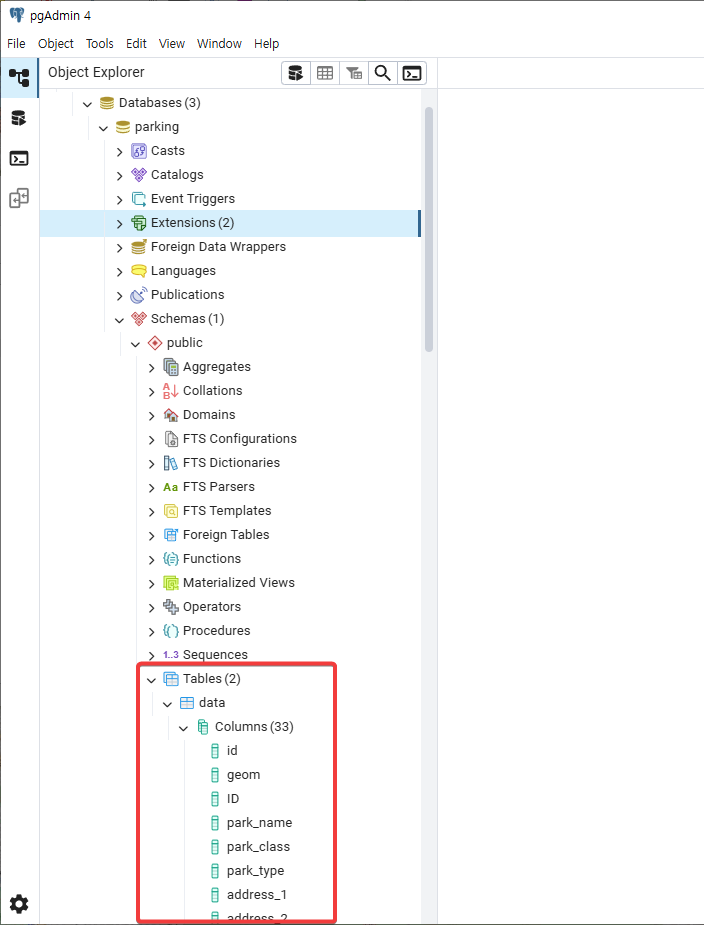 pgAdmin 4
File Object Tools Edit View Window Help
Object Explorer
Databases (3)
parking
Casts
Catalogs
Event Triggers
Extensions (2)
Foreign Data Wrappers
Languages
Publications
Schemas (1)
public
Aggregates
Collations
Domains
FTS Configurations
FTS Dictionaries
Aa FTS Parsers
FTS Templates
Foreign Tables
Functions
Materialized Views
Operators
Procedures
1..3 Sequences
Tables (2)
data
Columns (33)
id
geom
ID
park_name
park_class
park_type
address_1
address_2